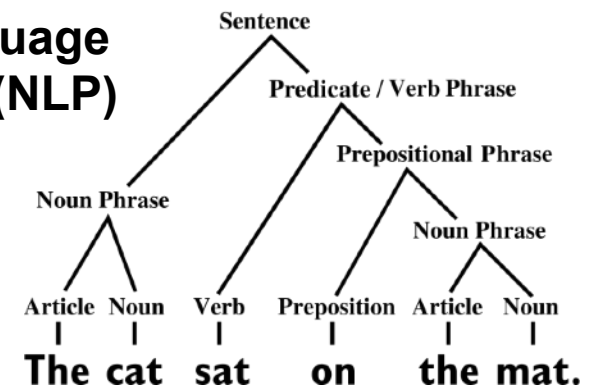 Sentence
uage
(NLP)
Predicate / Verb Phrase
Prepositional Phrase
Noun Phrase
Noun Phrase
Article Noun Verb Preposition Article Noun
The cat sat on the mat.